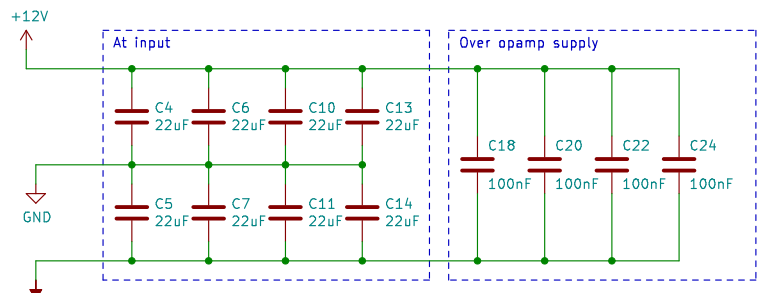 +12V
At input
Over opamp supply
C4
22uF
C6
22uF
C10
22uF
C13
22uF
C18
100nF
C20
100nF
C22
100nF
C24
100nF
GND
C5
22uF
C7
22uF
C11
22uF
C14
22uF